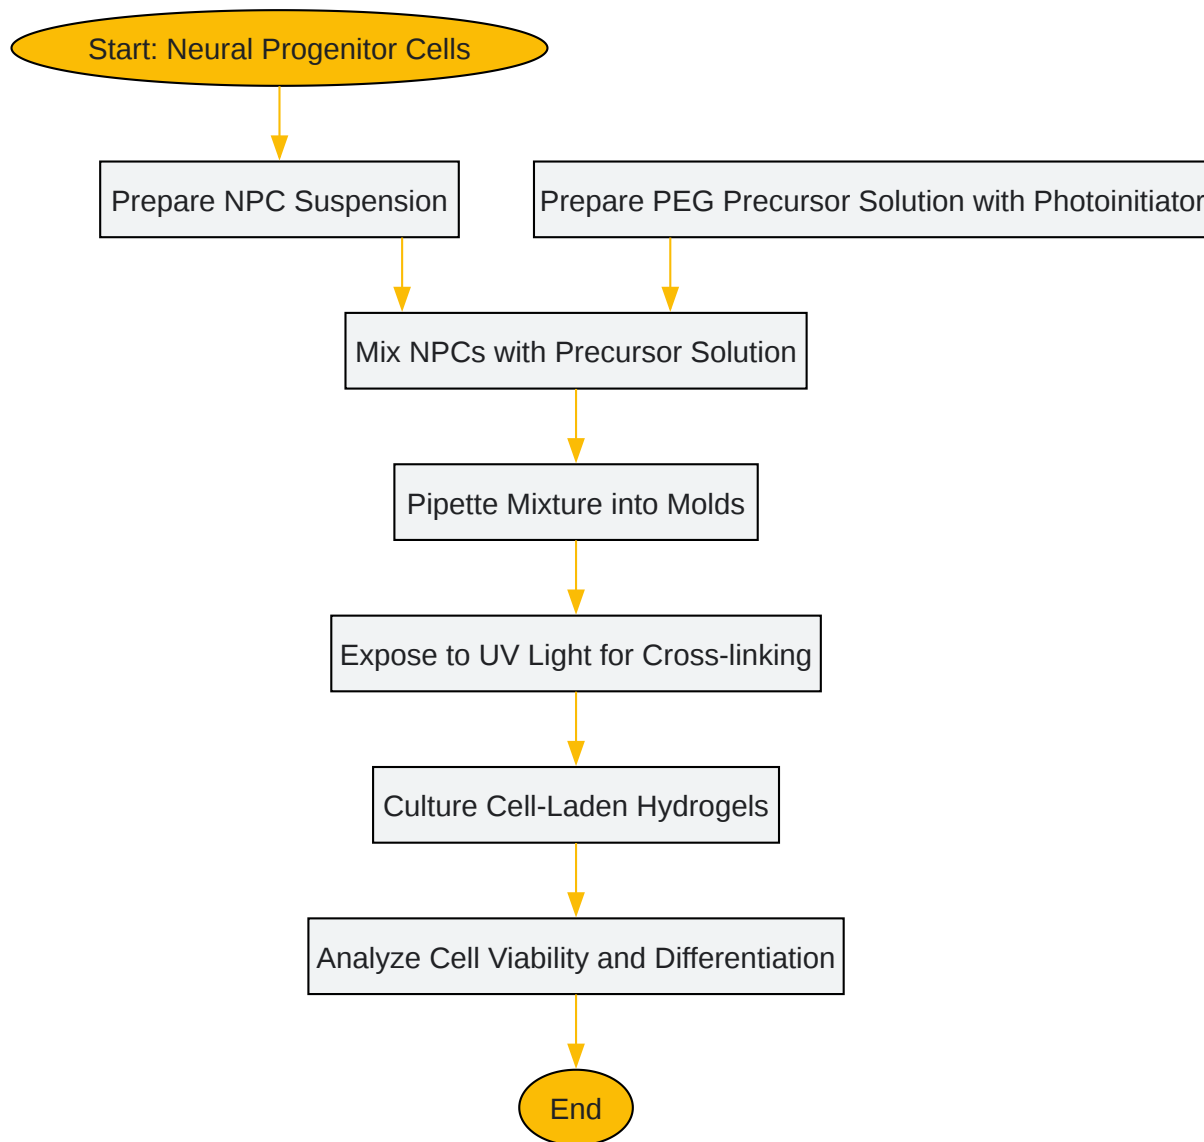 Start: Neural Progenitor Cells
Prepare NPC Suspension
Prepare PEG Precursor Solution with Photoinitiator
Mix NPCs with Precursor Solution
Pipette Mixture into Molds
Expose to UV Light for Cross-linking
Culture Cell-Laden Hydrogels
Analyze Cell Viability and Differentiation
End